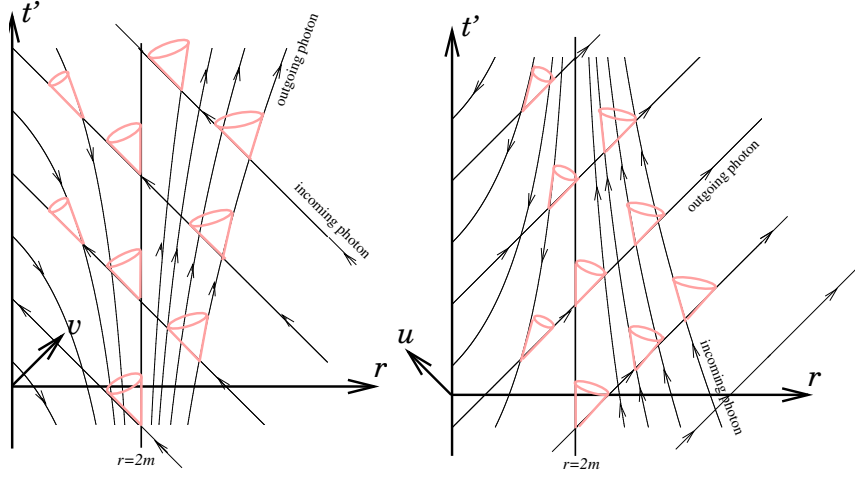 t'
outgoing photon
incoming photon
v
r
r=2m
t'
outgoing photon
u
r
incoming photon
r=2m